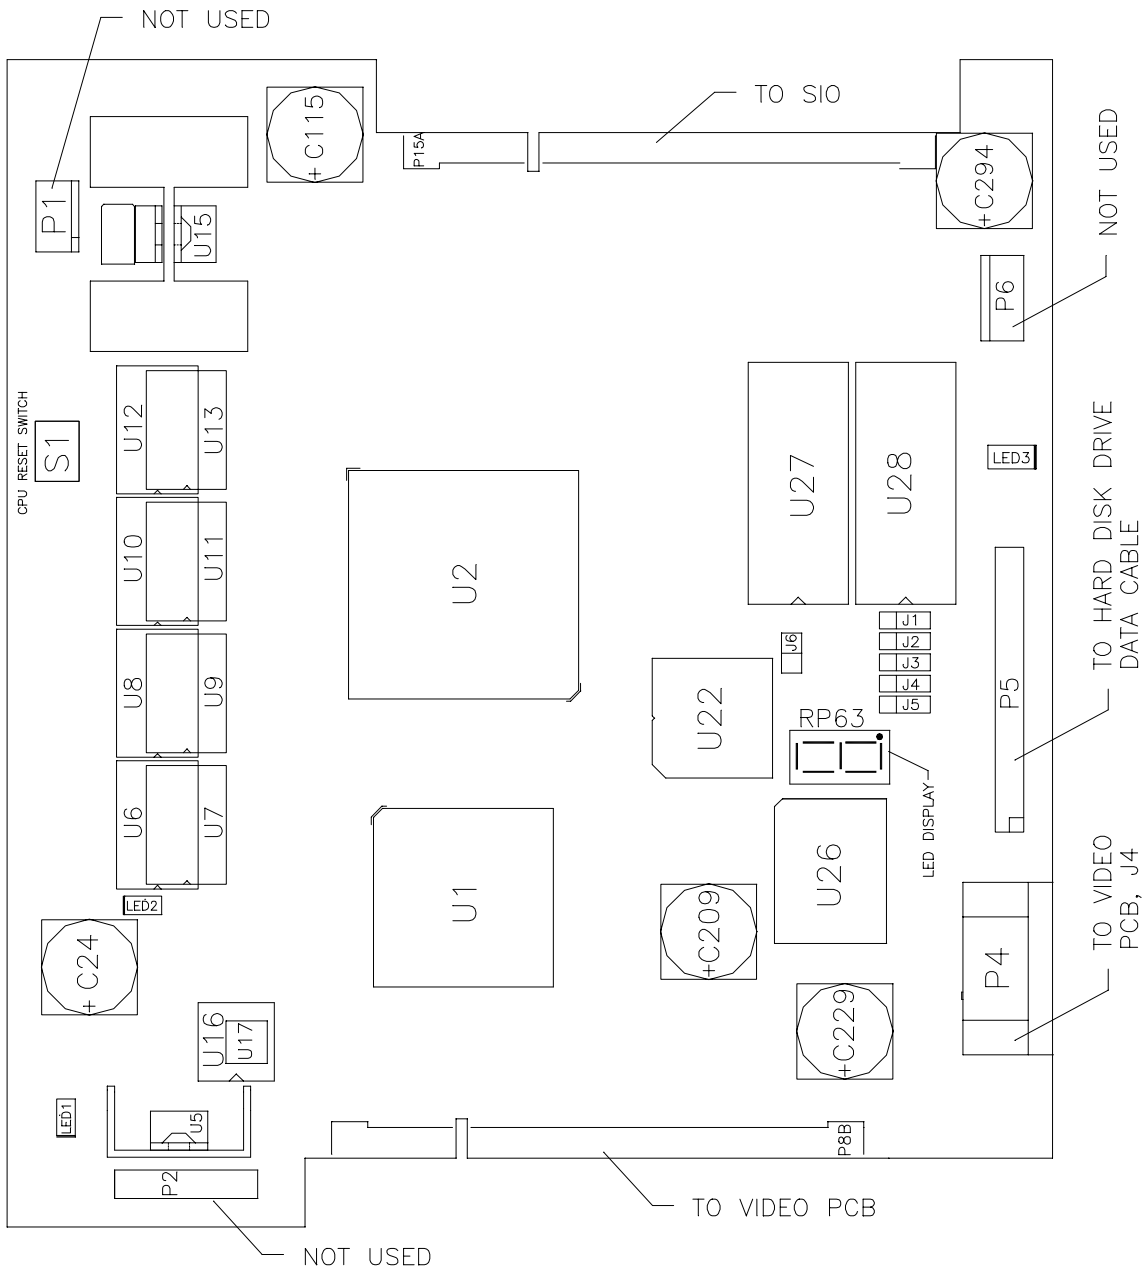 NOT USED
+C115
TO SIO
P15A
+C294
NOT USED
P1
U15
P6
CPU RESET SWITCH
S1
U12
U13
U27
U28
LED3
TO HARD DISK DRIVE
DATA CABLE
U10
U11
U2
J1
J2
J3
J4
J5
J6
U8
U9
U22
RP63
P5
LED DISPLAY
U6
U7
U1
U26
LED2
+C24
+C209
TO VIDEO
PCB, J4
P4
U16
U17
+C229
LED1
U5
P8B
P2
TO VIDEO PCB
NOT USED